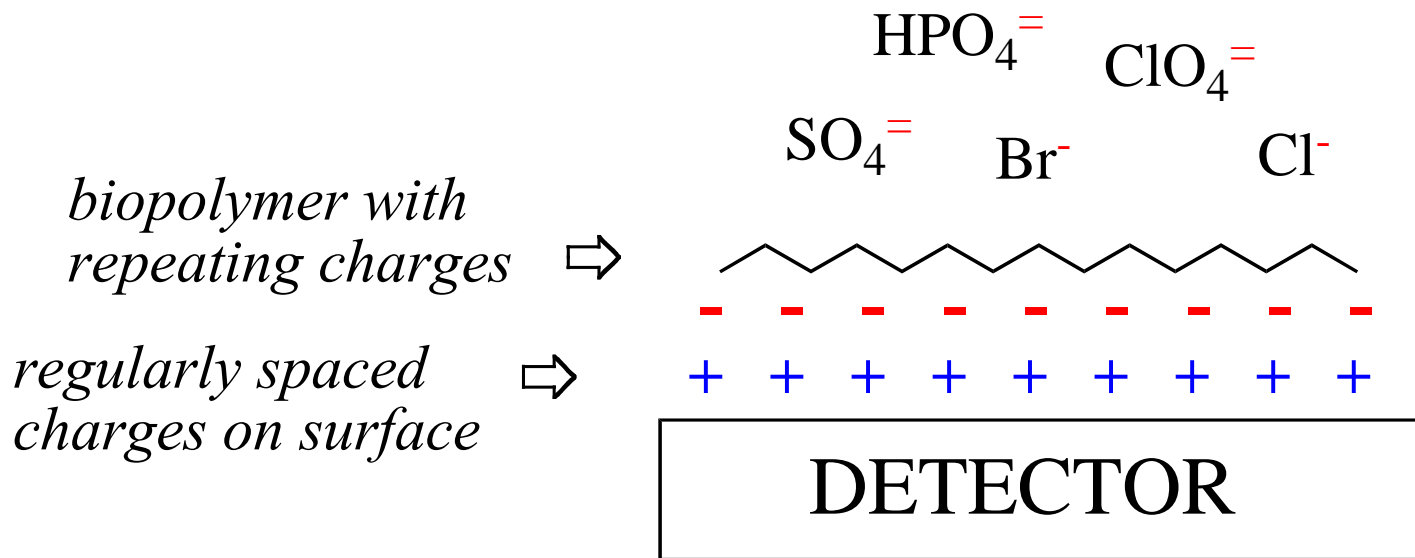 HPO₄⁼
ClO₄⁼
SO₄⁼
Br⁻
Cl⁻
biopolymer with
repeating charges
- - - - - - - - -
regularly spaced
charges on surface
+ + + + + + + + +
DETECTOR